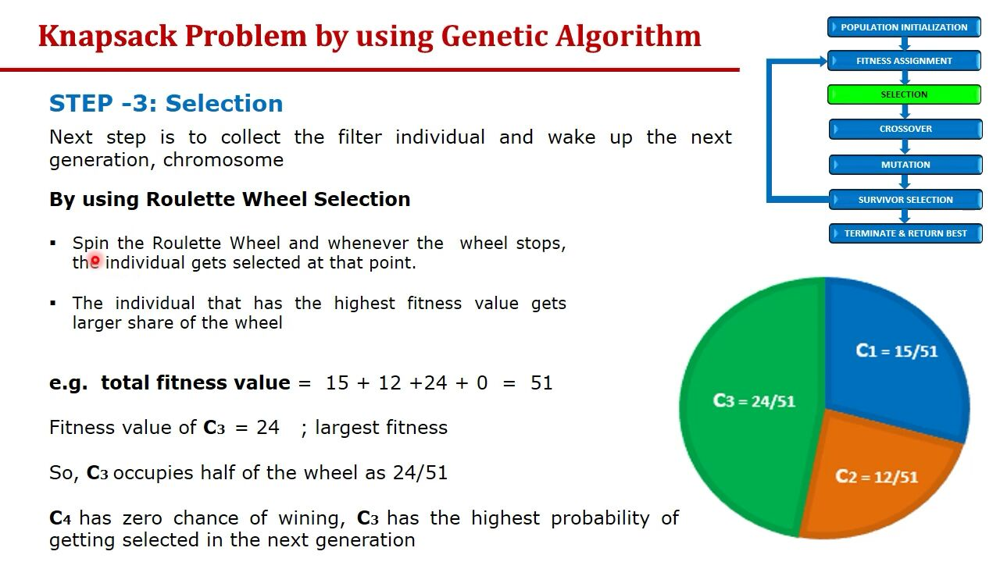 Knapsack Problem by using Genetic Algorithm
STEP -3: Selection
Next step is to collect the filter individual and wake up the next
generation, chromosome
By using Roulette Wheel Selection
▪ Spin the Roulette Wheel and whenever the wheel stops,
the individual gets selected at that point.
▪ The individual that has the highest fitness value gets
larger share of the wheel
e.g. total fitness value = 15 + 12 +24 + 0 = 51
Fitness value of C3 = 24 ; largest fitness
So, C3 occupies half of the wheel as 24/51
C4 has zero chance of wining, C3 has the highest probability of
getting selected in the next generation
POPULATION INITIALIZATION
FITNESS ASSIGNMENT
SELECTION
CROSSOVER
MUTATION
SURVIVOR SELECTION
TERMINATE & RETURN BEST
C1 = 15/51
C3 = 24/51
C2 = 12/51